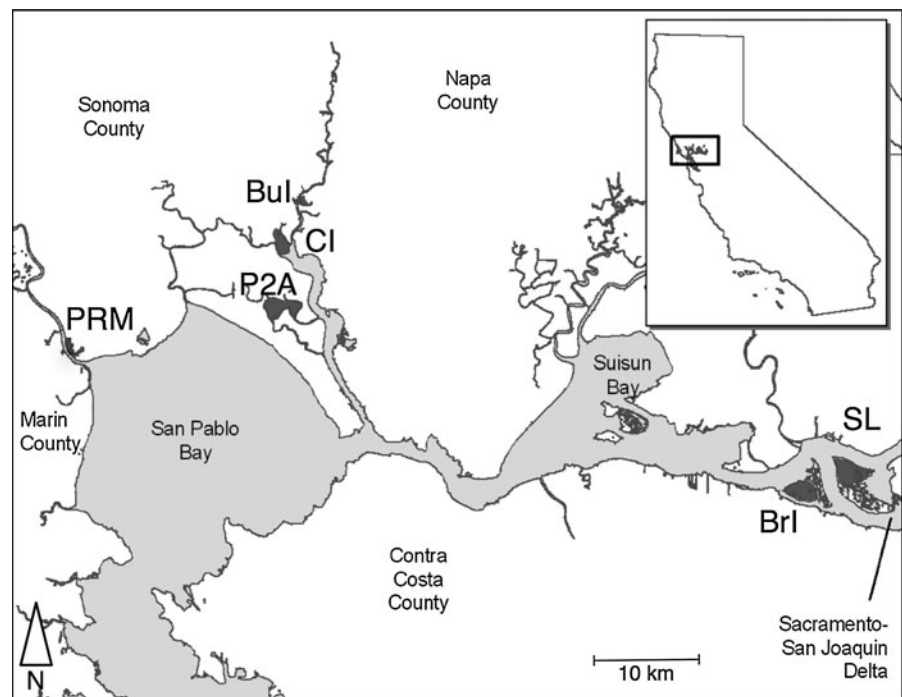 Sonoma
County
Napa
County
BuI
CI
P2A
PRM
Suisun
Bay
Marin
County
San Pablo
Bay
SL
BrI
Contra
Costa
County
Sacramento-
San Joaquin
Delta
10 km
N